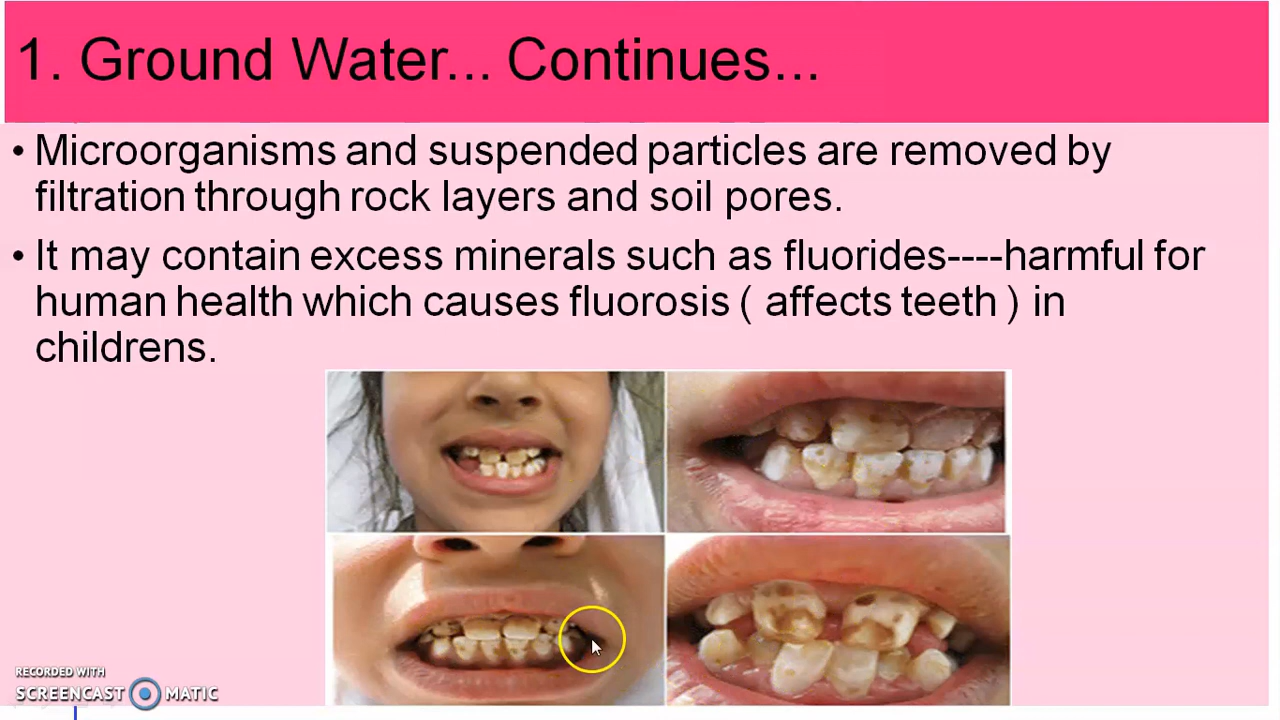 1. Ground Water... Continues...
• Microorganisms and suspended particles are removed by
filtration through rock layers and soil pores.
• It may contain excess minerals such as fluorides----harmful for
human health which causes fluorosis ( affects teeth ) in
childrens.
RECORDED WITH
SCREENCAST MATIC